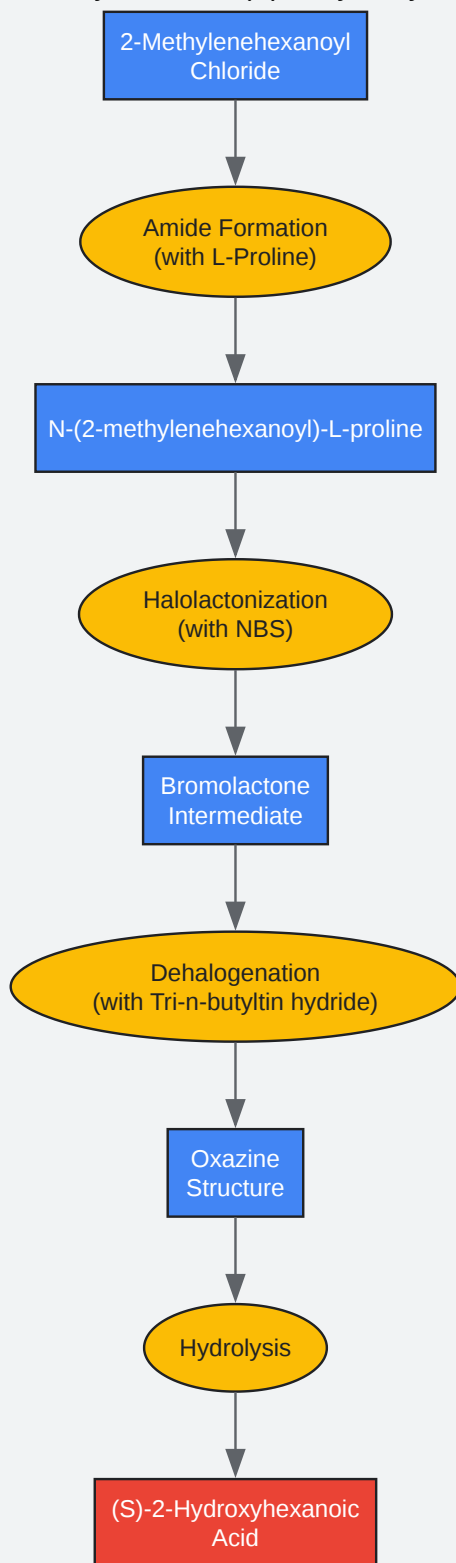 2-Methylenehexanoyl
Chloride
Amide Formation
(with L-Proline)
N-(2-methylenehexanoyl)-L-proline
Halolactonization
(with NBS)
Bromolactone
Intermediate
Dehalogenation
(with Tri-n-butyltin hydride)
Oxazine
Structure
Hydrolysis
(S)-2-Hydroxyhexanoic
Acid